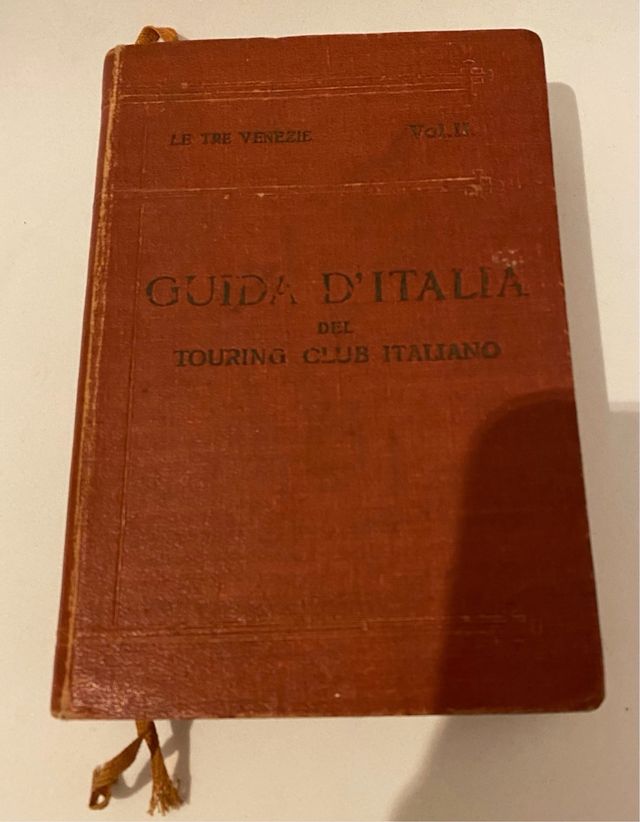 LE TRE VENEZIE Vol. II.
GUIDA D'ITALIA
DEL
TOURING CLUB ITALIANO